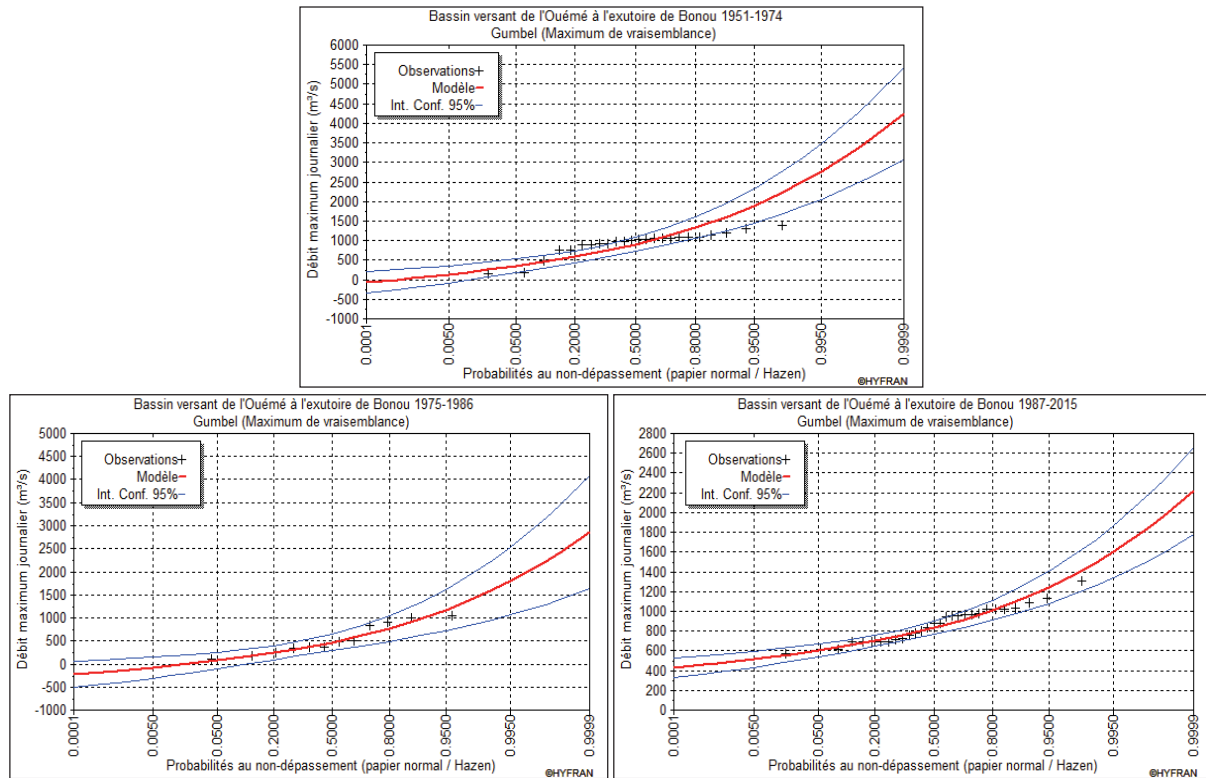 Bassin versant de l'Ouémé à l'exutoire de Bonou 1951-1974
Gumbel (Maximum de vraisemblance)
Débit maximum journalier (m³/s)
6000
5500
5000
4500
4000
3500
3000
2500
2000
1500
1000
500
0
-500
-1000
Observations+
Modèle
Int. Conf. 95%
0.0001
0.0050
0.0500
0.2000
0.5000
0.8000
0.9500
0.9950
0.9999
Probabilités au non-dépassement (papier normal / Hazen)
©HYFRAN
Bassin versant de l'Ouémé à l'exutoire de Bonou 1975-1986
Gumbel (Maximum de vraisemblance)
Débit maximum journalier (m³/s)
5000
4500
4000
3500
3000
2500
2000
1500
1000
500
0
-500
-1000
Observations+
Modèle
Int. Conf. 95%
0.0001
0.0050
0.0500
0.2000
0.5000
0.8000
0.9500
0.9950
0.9999
Probabilités au non-dépassement (papier normal / Hazen)
©HYFRAN
Bassin versant de l'Ouémé à l'exutoire de Bonou 1987-2015
Gumbel (Maximum de vraisemblance)
Débit maximum journalier (m³/s)
2800
2600
2400
2200
2000
1800
1600
1400
1200
1000
800
600
400
200
0
Observations+
Modèle
Int. Conf. 95%
0.0001
0.0050
0.0500
0.2000
0.5000
0.8000
0.9500
0.9950
0.9999
Probabilités au non-dépassement (papier normal / Hazen)
©HYFRAN